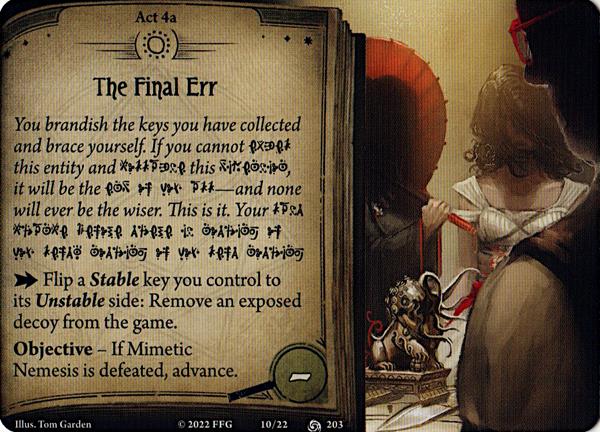 Act 4a
The Final Err
You brandish the keys you have collected
and brace yourself. If you cannot
this entity and this
it will be the —and none
will ever be the wiser. This is it. Your
Flip a Stable key you control to
its Unstable side: Remove an exposed
decoy from the game.
Objective – If Mimetic
Nemesis is defeated, advance.
–
Illus. Tom Garden © 2022 FFG 10/22 203